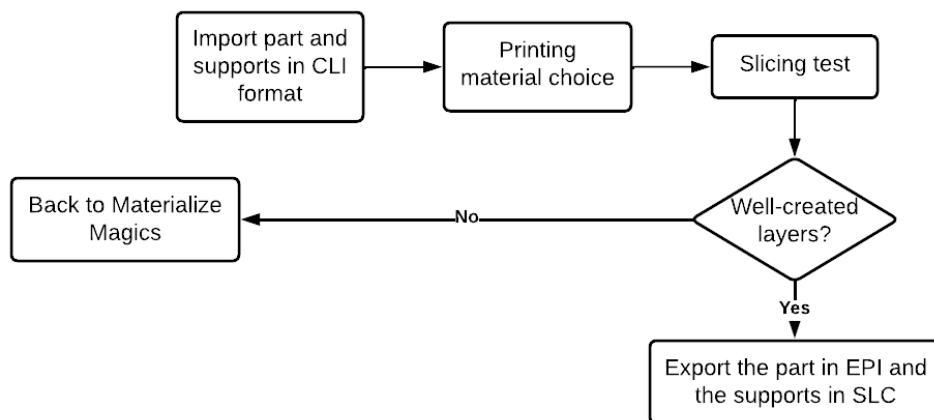 Import part and
supports in CLI
format
Printing
material choice
Slicing test
Well-created
layers?
No
Back to Materialize
Magics
Yes
Export the part in EPI and
the supports in SLC